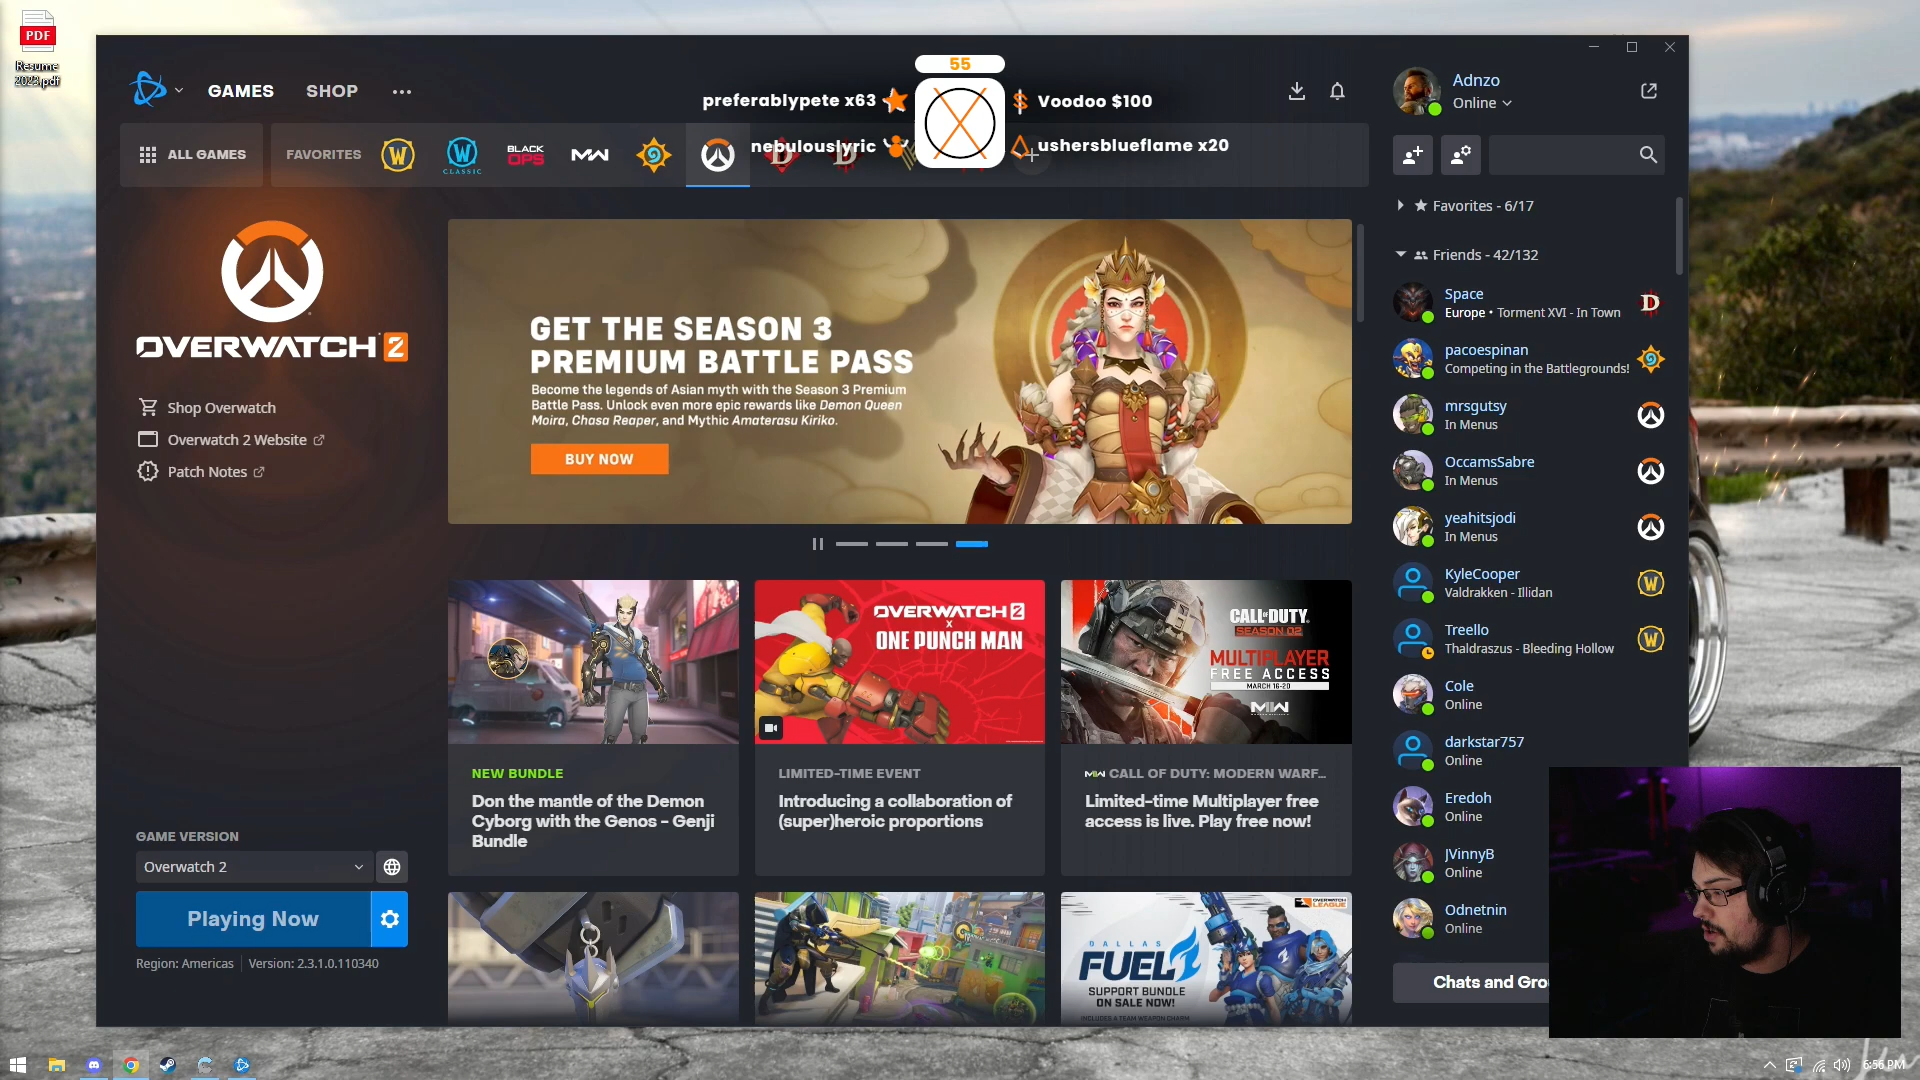 PDF
Resume
2023.pdf
55
GAMES
SHOP
preferablypete x63
Voodoo $100
nebulouslyric
ushersblueflame x20
Adnzo
Online
ALL GAMES
FAVORITES
CLASSIC
BLACK
OPS
MW
Favorites - 6/17
Friends - 42/132
OVERWATCH 2
Shop Overwatch
Overwatch 2 Website
Patch Notes
GET THE SEASON 3
PREMIUM BATTLE PASS
Become the legends of Asian myth with the Season 3 Premium
Battle Pass. Unlock even more epic rewards like Demon Queen
Moira, Chosa Reaper, and Mythic Amaterasu Kiriko.
BUY NOW
Space
Europe • Torment XVI - In Town
pacoespinan
Competing in the Battlegrounds!
mrsgutsy
In Menus
OccamsSabre
In Menus
yeahitsjodi
In Menus
KyleCooper
Valdrakken - Illidan
Treello
Thaldraszus - Bleeding Hollow
Cole
Online
darkstar757
Online
Eredoh
Online
JVinnyB
Online
Odnetnin
Online
Chats and Gro
OVERWATCH 2
X
ONE PUNCH MAN
CALL OF DUTY
SEASON 02
MULTIPLAYER
FREE ACCESS
MARCH 16-20
MW
NEW BUNDLE
Don the mantle of the Demon
Cyborg with the Genos - Genji
Bundle
LIMITED-TIME EVENT
Introducing a collaboration of
(super)heroic proportions
MW CALL OF DUTY: MODERN WARF...
Limited-time Multiplayer free
access is live. Play free now!
OVERWATCH
LEAGUE
DALLAS
FUEL
SUPPORT BUNDLE
ON SALE NOW!
INCLUDES A TEAM WEAPON CHARM
GAME VERSION
Overwatch 2
Playing Now
Region: Americas
Version: 2.3.1.0.110340
6:56 PM